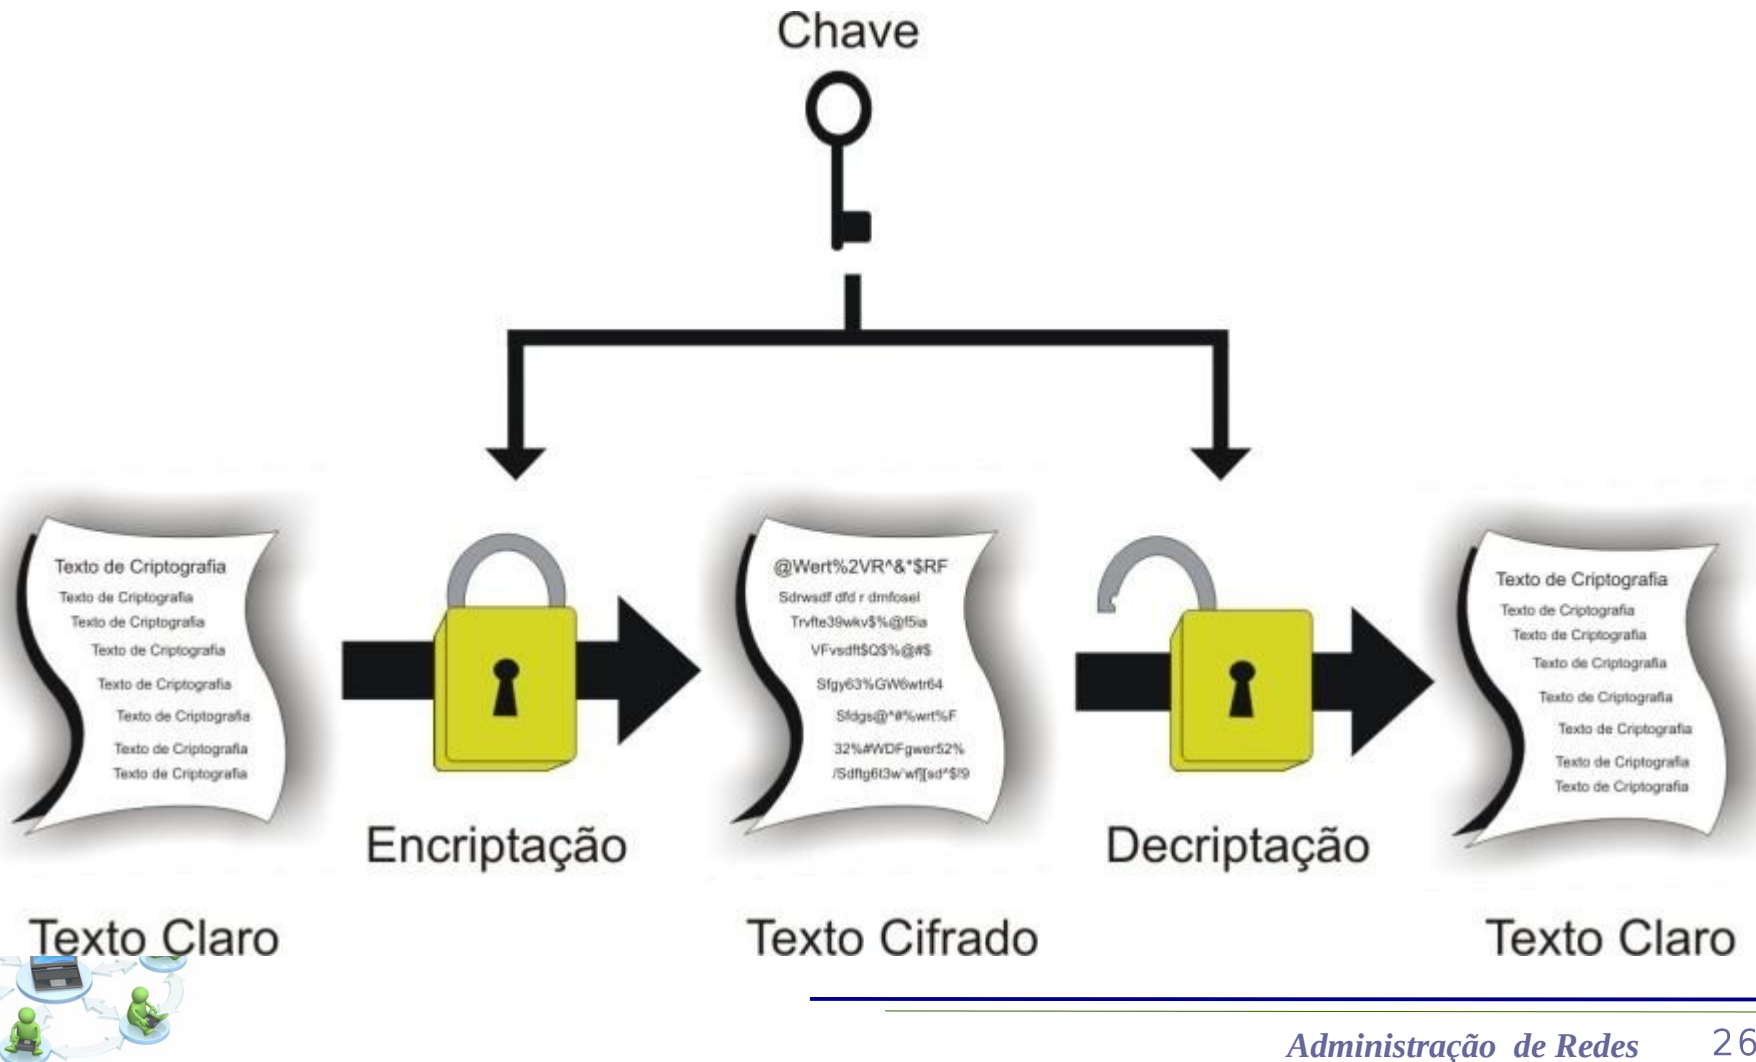 Chave
Texto de Criptografia
Texto de Criptografia
Texto de Criptografia
Texto de Criptografia
Texto de Criptografia
Texto de Criptografia
Texto de Criptografia
Texto de Criptografia
@Wert%2VR^&*$RF
Sdrwsdf dfd r dmfosel
Trvfte39wkv$%@f5ia
VFvsdft$Q$%@#$
Sfgy63%GW6wtr64
Sfdgs@^#%wrt%F
32%#WDFgwer52%
Texto de Criptografia
Texto de Criptografia
Texto de Criptografia
Texto de Criptografia
Texto de Criptografia
Texto de Criptografia
Texto de Criptografia
Texto de Criptografia
Encriptação
Decriptação
Texto Claro
Texto Cifrado
Texto Claro
Administração de Redes
26